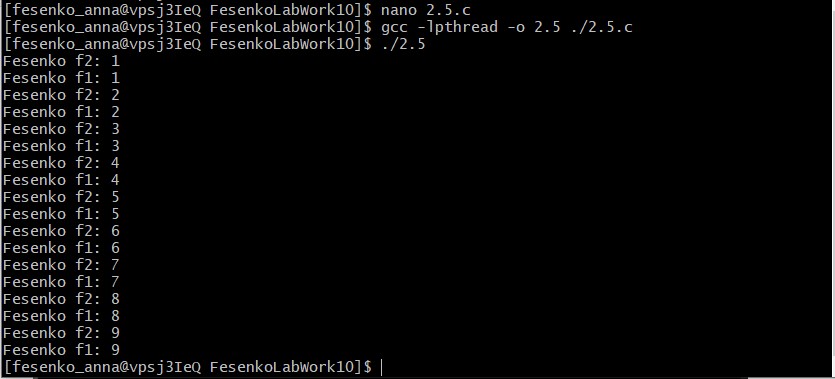 [fesenko_anna@vpsj3IeQ FesenkoLabWork10]$ nano 2.5.c
[fesenko_anna@vpsj3IeQ FesenkoLabWork10]$ gcc -lpthread -o 2.5 ./2.5.c
[fesenko_anna@vpsj3IeQ FesenkoLabWork10]$ ./2.5
Fesenko f2: 1
Fesenko f1: 1
Fesenko f2: 2
Fesenko f1: 2
Fesenko f2: 3
Fesenko f1: 3
Fesenko f2: 4
Fesenko f1: 4
Fesenko f2: 5
Fesenko f1: 5
Fesenko f2: 6
Fesenko f1: 6
Fesenko f2: 7
Fesenko f1: 7
Fesenko f2: 8
Fesenko f1: 8
Fesenko f2: 9
Fesenko f1: 9
[fesenko_anna@vpsj3IeQ FesenkoLabWork10]$